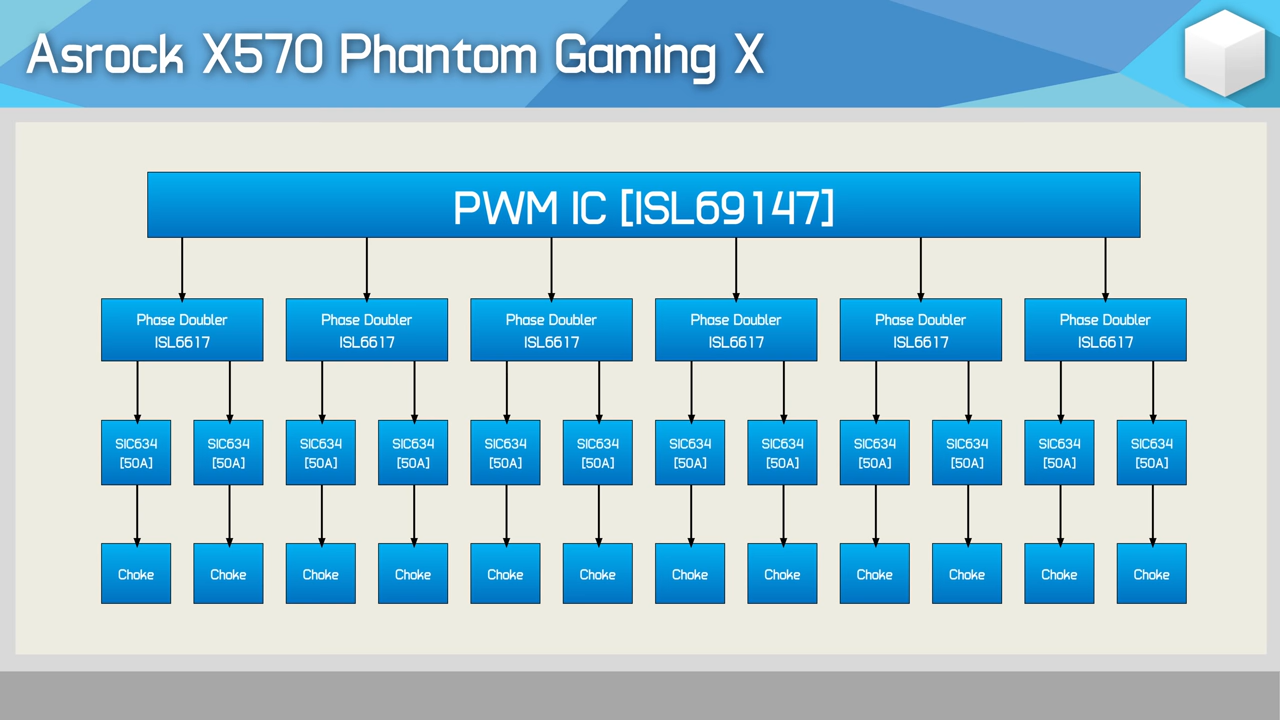 Asrock X570 Phantom Gaming X
PWM IC [ISL69147]
Phase Doubler
ISL6617
Phase Doubler
ISL6617
Phase Doubler
ISL6617
Phase Doubler
ISL6617
Phase Doubler
ISL6617
Phase Doubler
ISL6617
SIC634
[50A]
SIC634
[50A]
SIC634
[50A]
SIC634
[50A]
SIC634
[50A]
SIC634
[50A]
SIC634
[50A]
SIC634
[50A]
SIC634
[50A]
SIC634
[50A]
SIC634
[50A]
SIC634
[50A]
Choke
Choke
Choke
Choke
Choke
Choke
Choke
Choke
Choke
Choke
Choke
Choke